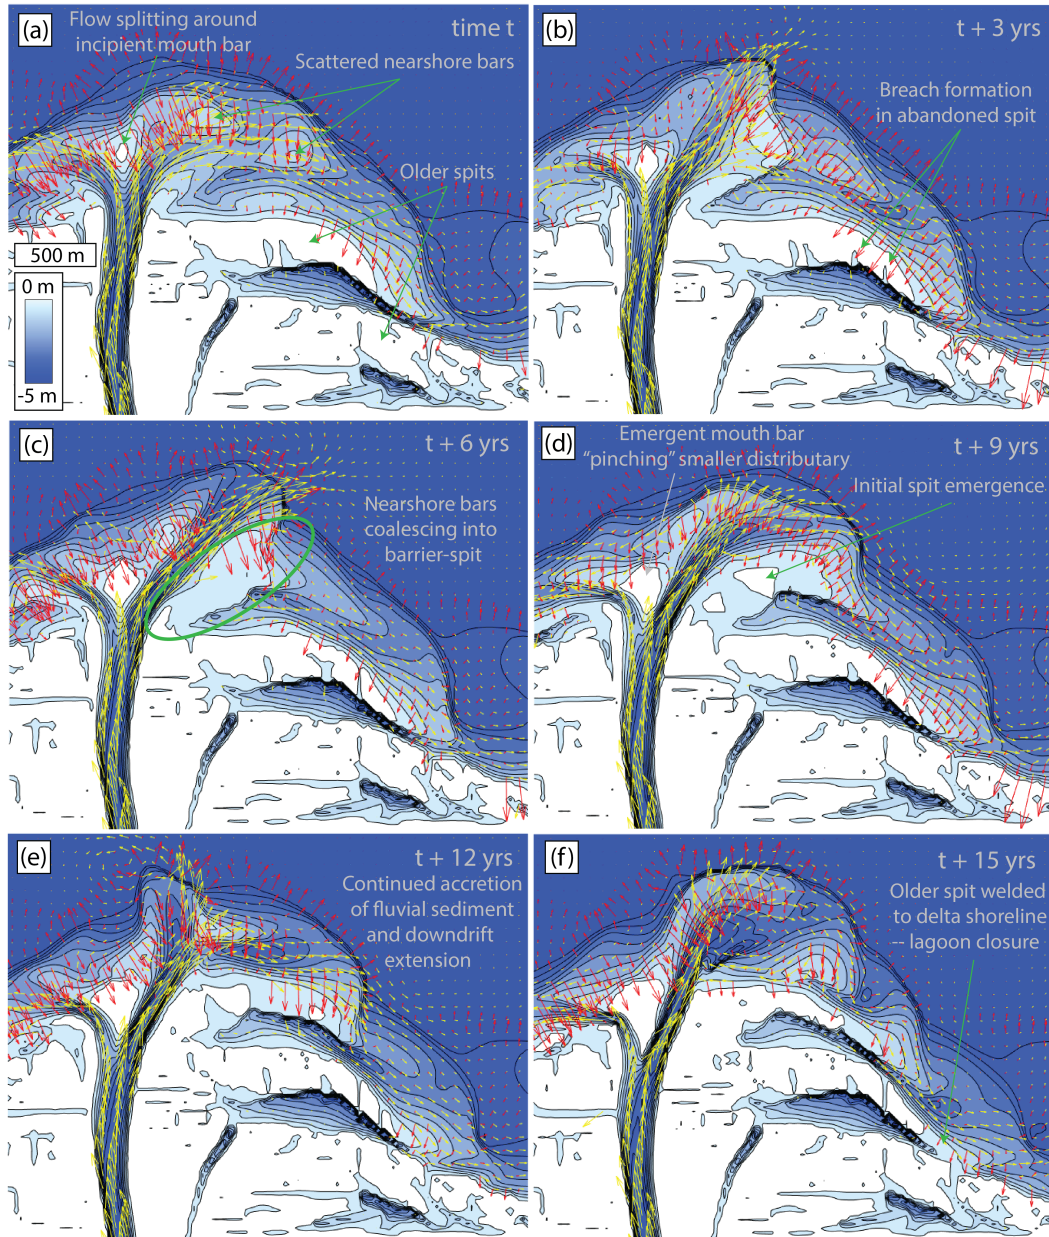 (a)
Flow splitting around
incipient mouth bar
time t
Scattered nearshore bars
Older spits
500 m
0 m
-5 m
(b)
t + 3 yrs
Breach formation
in abandoned spit
(c)
t + 6 yrs
Nearshore bars
coalescing into
barrier-spit
(d)
Emergent mouth bar
"pinching" smaller distributary
t + 9 yrs
Initial spit emergence
(e)
t + 12 yrs
Continued accretion
of fluvial sediment
and downdrift
extension
(f)
t + 15 yrs
Older spit welded
to delta shoreline
-- lagoon closure